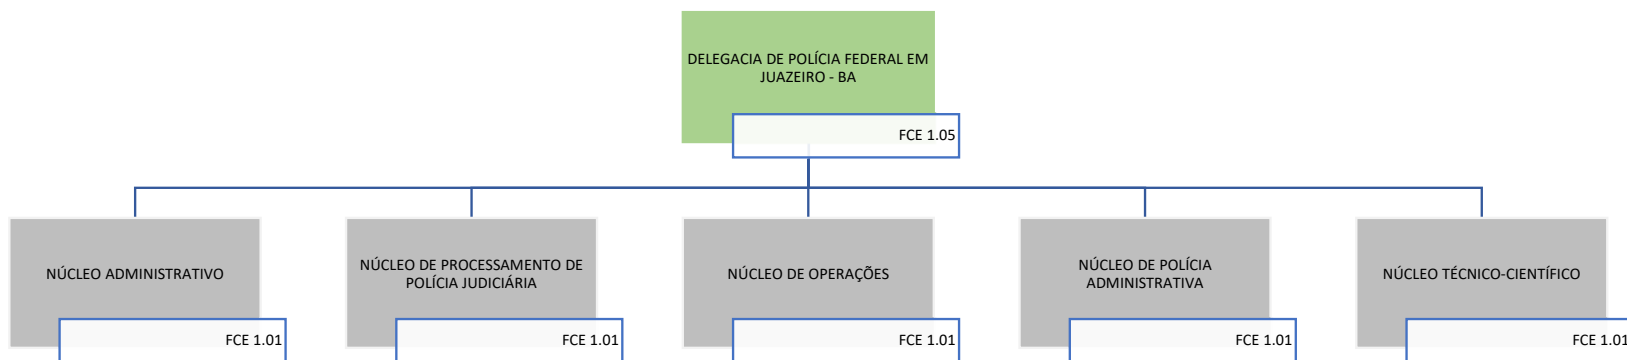 DELEGACIA DE POLÍCIA FEDERAL EM
JUAZEIRO - BA
FCE 1.05
NÚCLEO ADMINISTRATIVO
FCE 1.01
NÚCLEO DE PROCESSAMENTO DE
POLÍCIA JUDICIÁRIA
FCE 1.01
NÚCLEO DE OPERAÇÕES
FCE 1.01
NÚCLEO DE POLÍCIA
ADMINISTRATIVA
FCE 1.01
NÚCLEO TÉCNICO-CIENTÍFICO
FCE 1.01